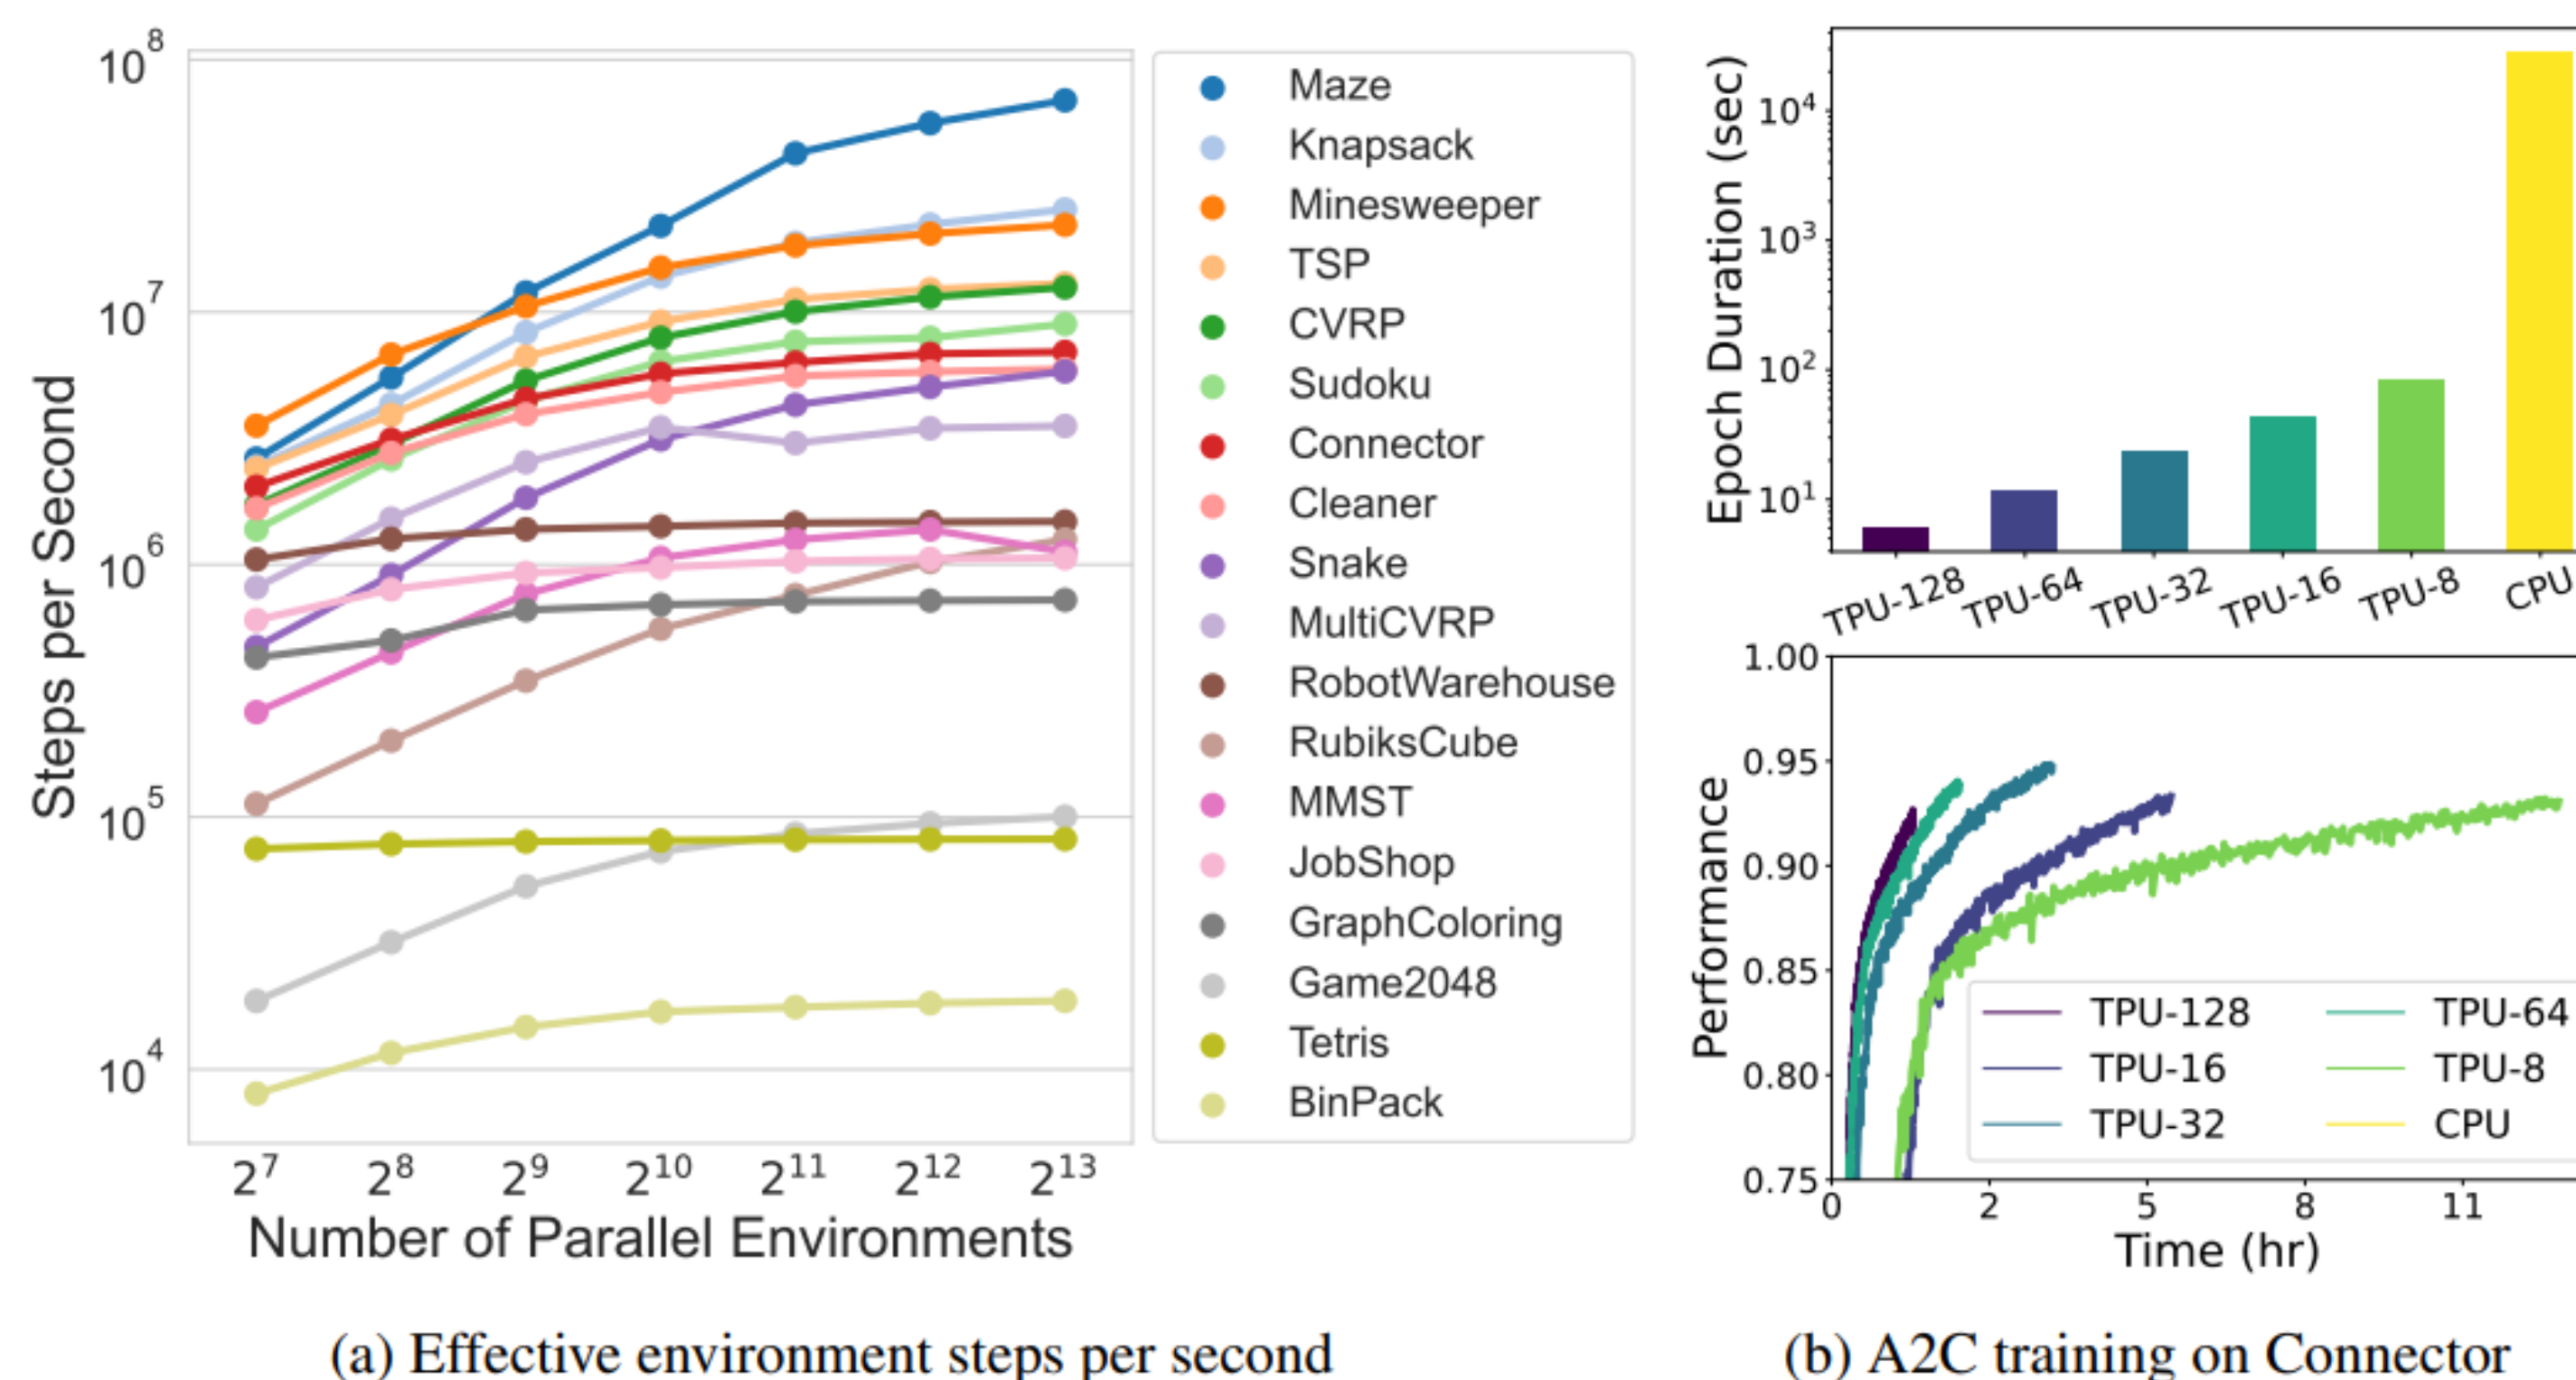 10^8
10^7
10^6
10^5
10^4
Steps per Second
2^7 2^8 2^9 2^10 2^11 2^12 2^13
Number of Parallel Environments
Maze
Knapsack
Minesweeper
TSP
CVRP
Sudoku
Connector
Cleaner
Snake
MultiCVRP
RobotWarehouse
RubiksCube
MMST
JobShop
GraphColoring
Game2048
Tetris
BinPack
(a) Effective environment steps per second
Epoch Duration (sec)
10^4
10^3
10^2
10^1
TPU-128 TPU-64 TPU-32 TPU-16 TPU-8 CPU
Performance
1.00
0.95
0.90
0.85
0.80
0.75
TPU-128 TPU-64
TPU-16 TPU-8
TPU-32 CPU
0 2 5 8 11
Time (hr)
(b) A2C training on Connector